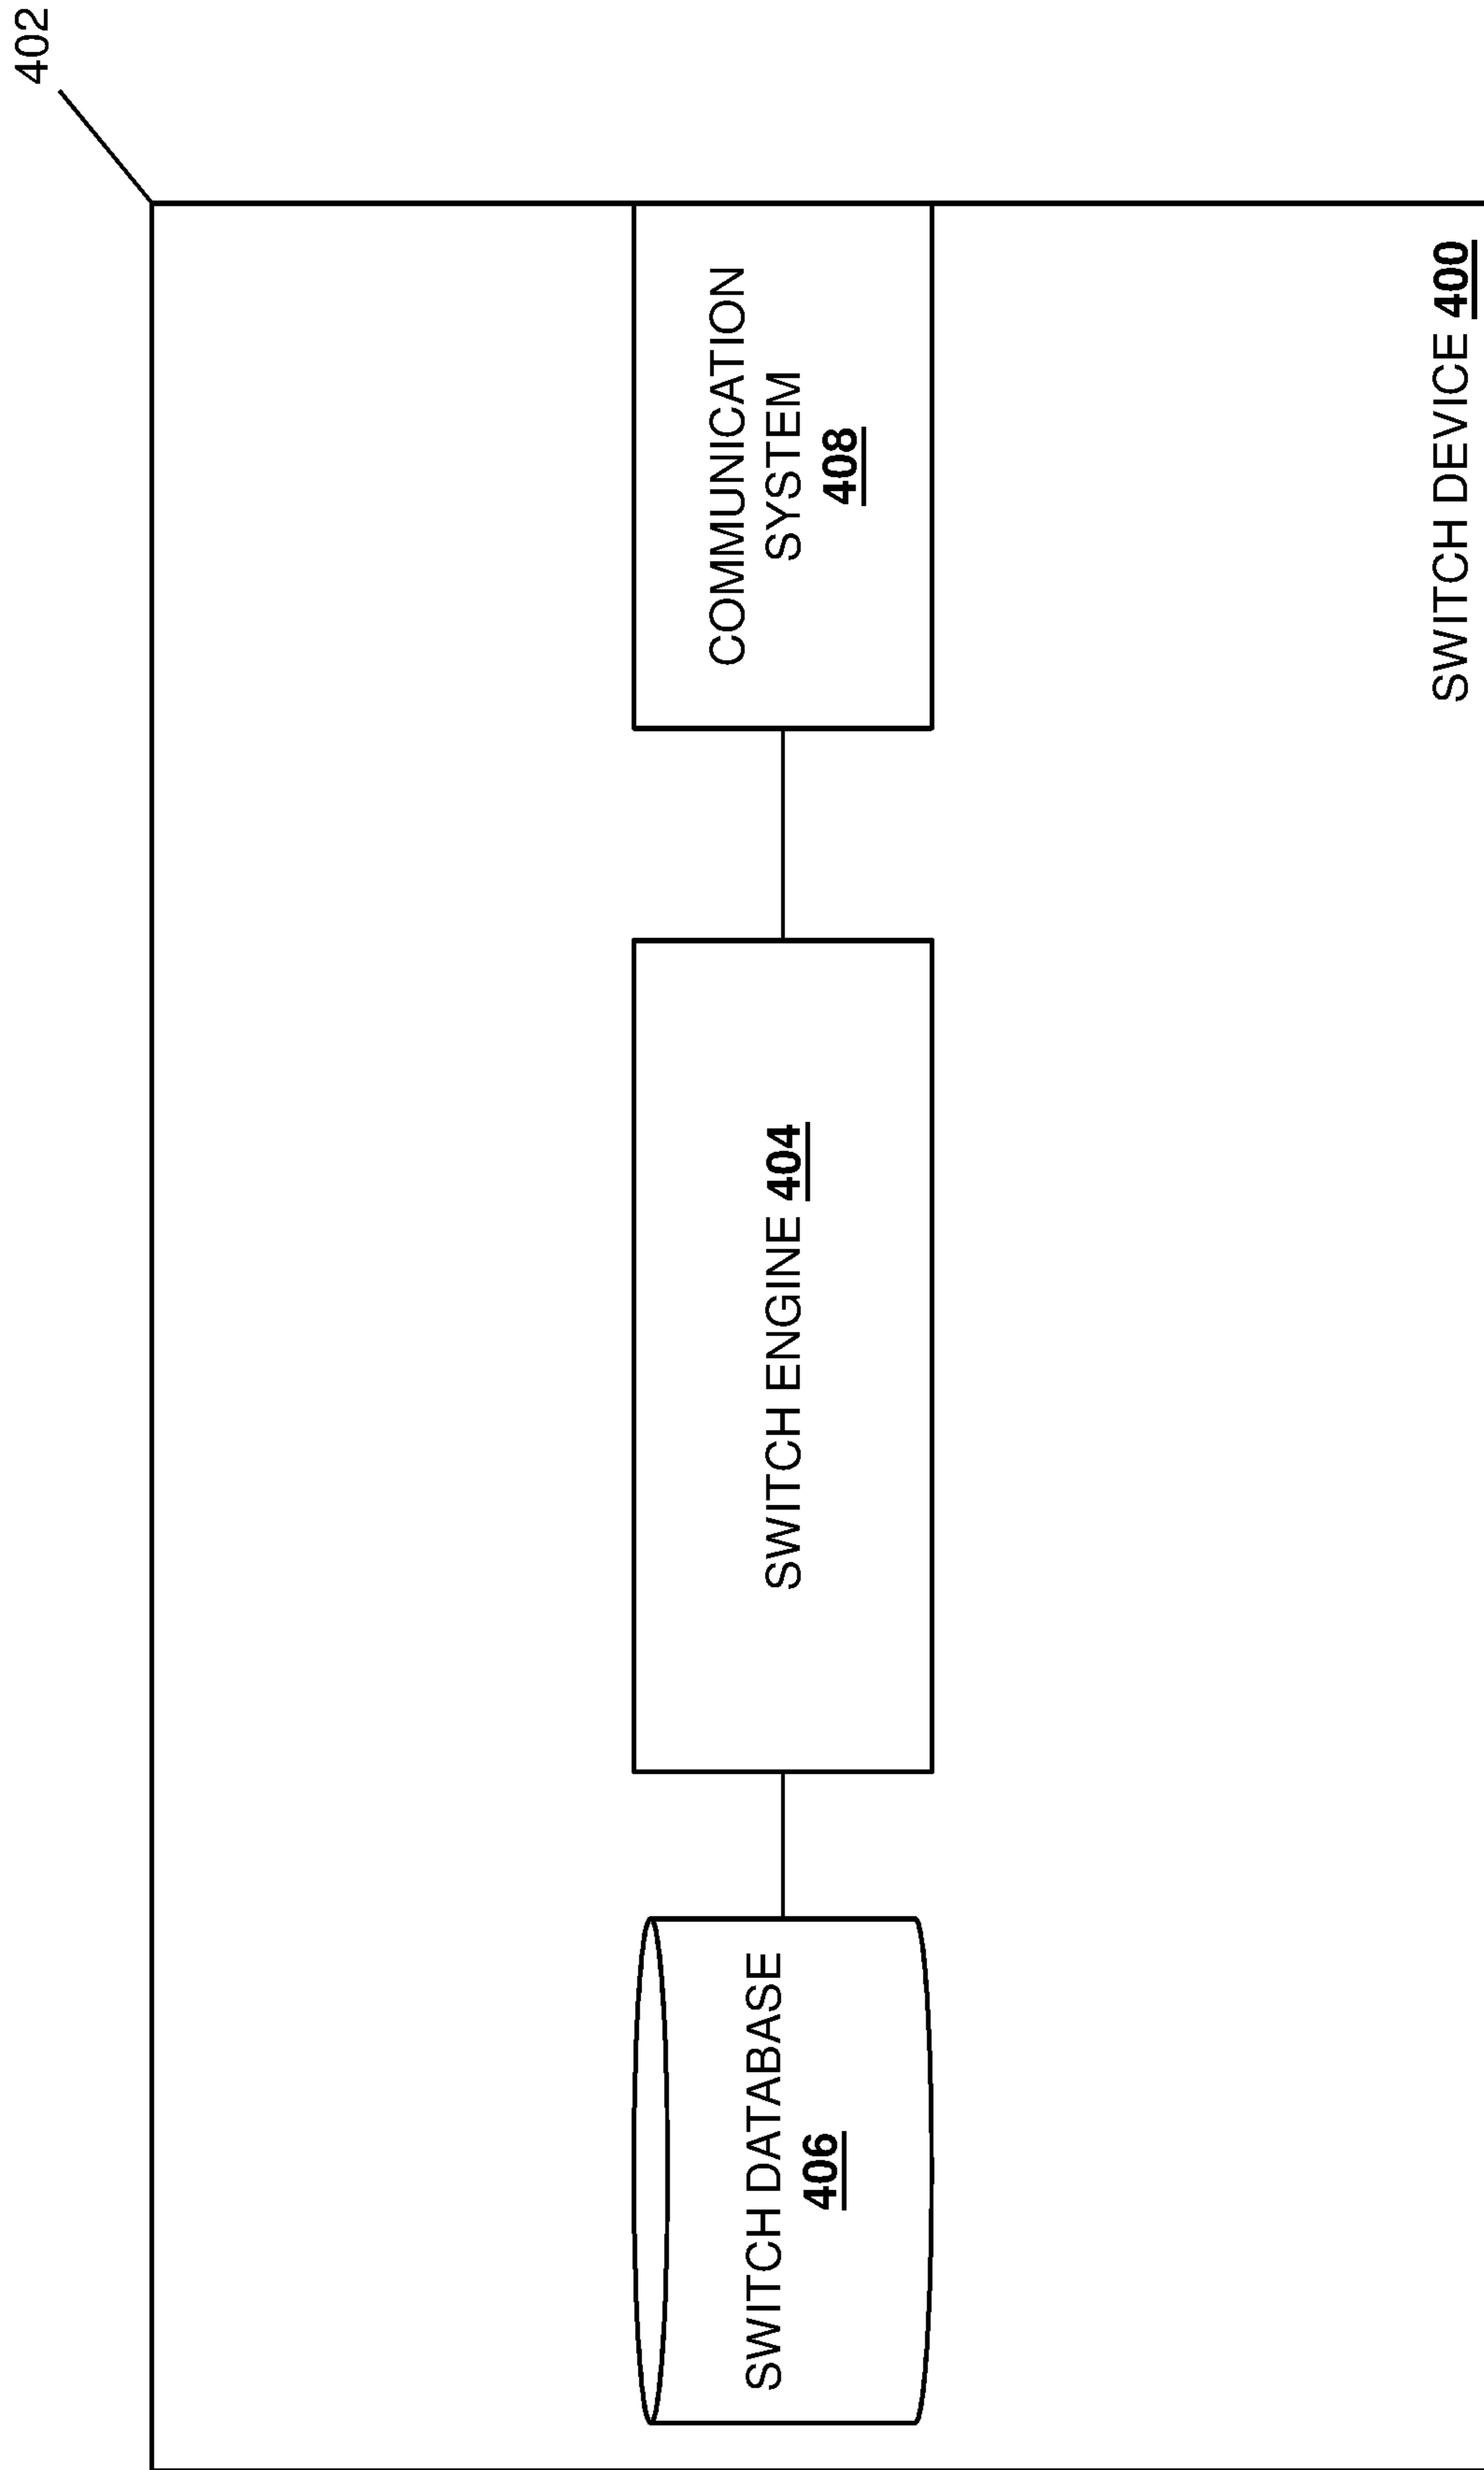 402
SWITCH DATABASE
406
SWITCH ENGINE 404
COMMUNICATION
SYSTEM
408
SWITCH DEVICE 400